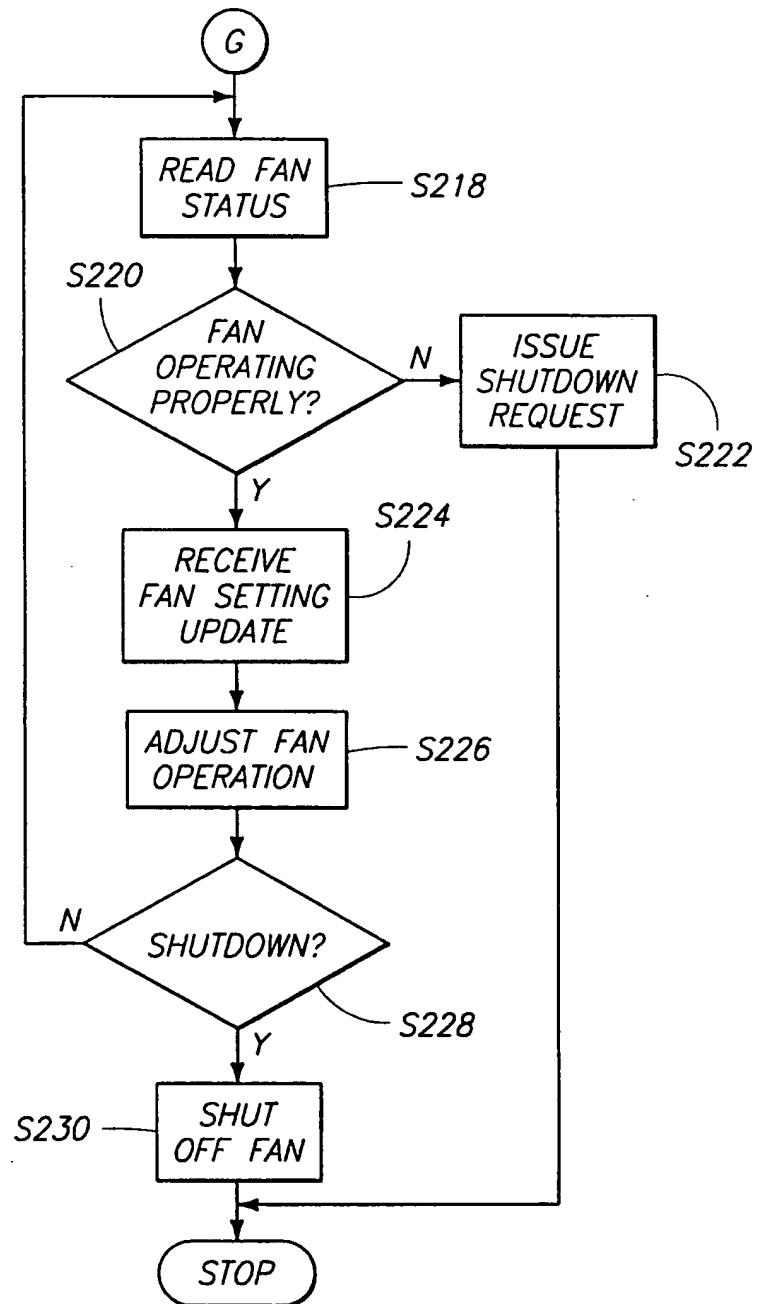 G
READ FAN
STATUS
S218
S220
FAN
OPERATING
PROPERLY?
N
ISSUE
SHUTDOWN
REQUEST
S222
Y
S224
RECEIVE
FAN SETTING
UPDATE
ADJUST FAN
OPERATION
S226
N
SHUTDOWN?
S228
Y
S230
SHUT
OFF FAN
STOP